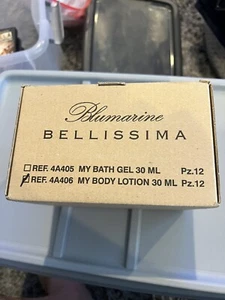 Blumarine
BELLISSIMA
☐ REF. 4A405 MY BATH GEL 30 ML Pz.12
☑ REF. 4A406 MY BODY LOTION 30 ML Pz.12